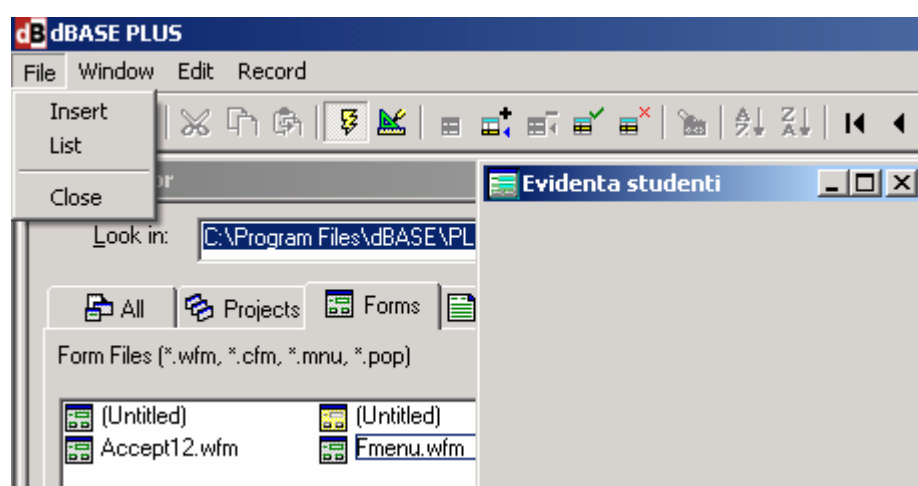 dB dBASE PLUS
File Window Edit Record
Insert
List
Close
Evidenta studenti
Look in: C:\Program Files\dBASE\PL
All Projects Forms
Form Files (*.wfm, *.cfm, *.mnu, *.pop)
(Untitled) (Untitled)
Accept12.wfm Fmenu.wfm